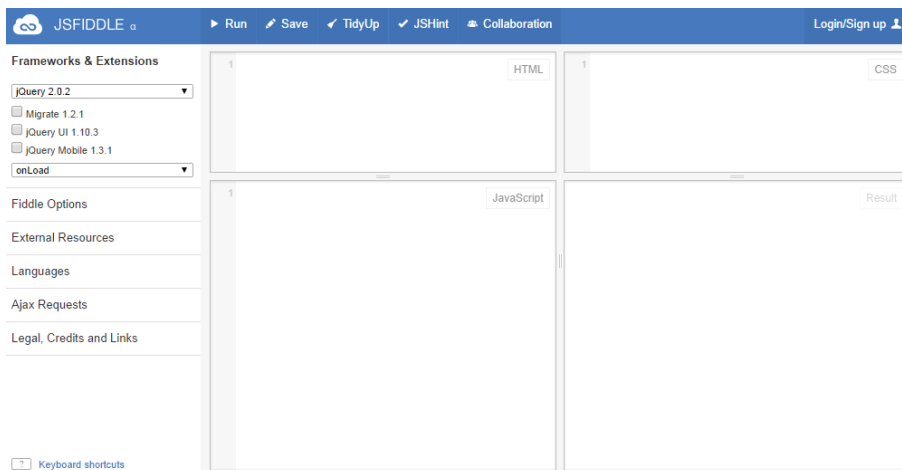 JSFIDDLE α
Run Save TidyUp JSHint Collaboration Login/Sign up
Frameworks & Extensions
jQuery 2.0.2
Migrate 1.2.1
jQuery UI 1.10.3
jQuery Mobile 1.3.1
onLoad
Fiddle Options
External Resources
Languages
Ajax Requests
Legal, Credits and Links
? Keyboard shortcuts
1 HTML
1 CSS
1 JavaScript
Result